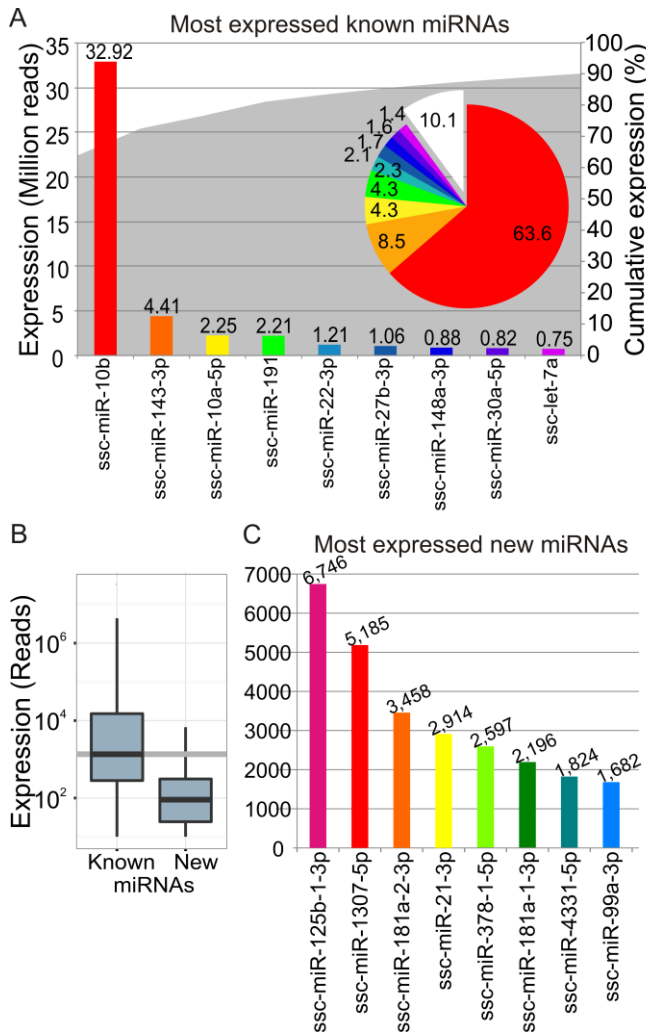 A
Most expressed known miRNAs
Expresssion (Million reads)
35
30
25
20
15
10
5
0
32.92
4.41
2.25
2.21
1.21
1.06
0.88
0.82
0.75
63.6
8.5
4.3
4.3
2.3
2.1
1.7
1.6
1.4
10.1
100
90
80
70
60
50
40
30
20
10
0
Cumulative expression (%)
ssc-miR-10b
ssc-miR-143-3p
ssc-miR-10a-5p
ssc-miR-191
ssc-miR-22-3p
ssc-miR-27b-3p
ssc-miR-148a-3p
ssc-miR-30a-5p
ssc-let-7a
B
Expression (Reads)
10⁶
10⁴
10²
Known
New
miRNAs
C
Most expressed new miRNAs
7000
6000
5000
4000
3000
2000
1000
0
6,746
5,185
3,458
2,914
2,597
2,196
1,824
1,682
ssc-miR-125b-1-3p
ssc-miR-1307-5p
ssc-miR-181a-2-3p
ssc-miR-21-3p
ssc-miR-378-1-5p
ssc-miR-181a-1-3p
ssc-miR-4331-5p
ssc-miR-99a-3p